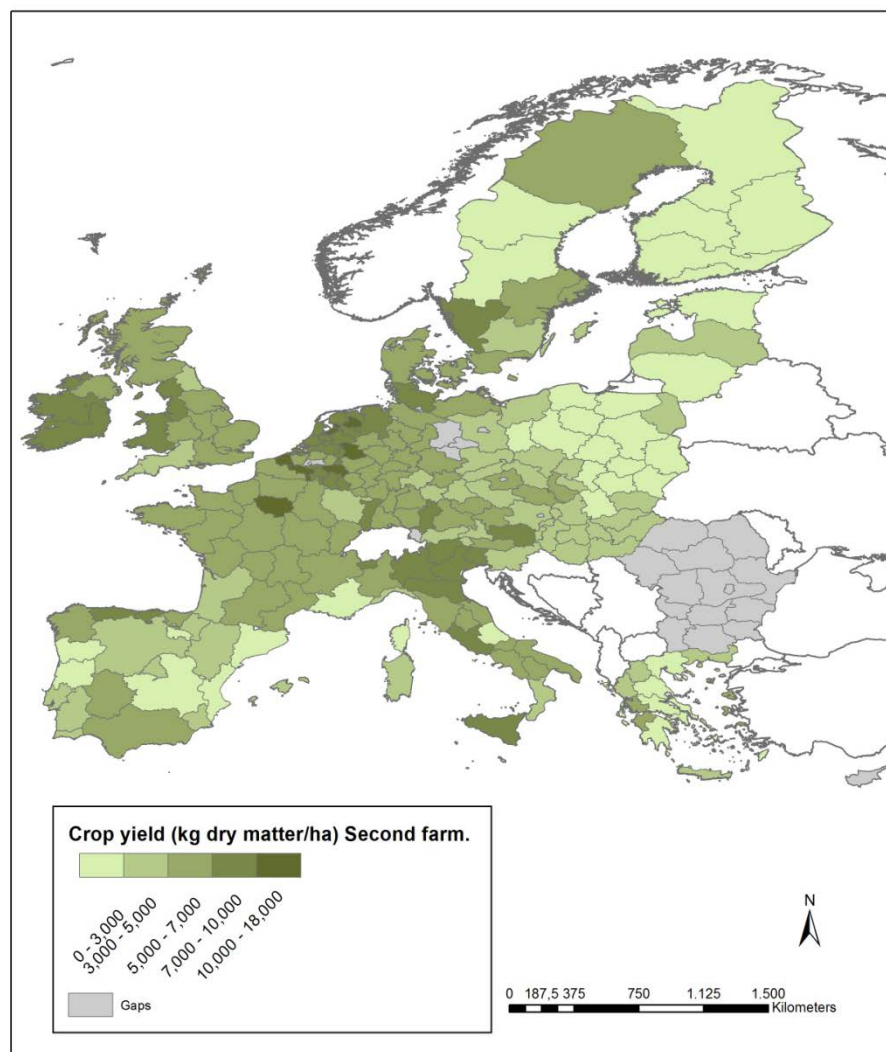 Crop yield (kg dry matter/ha) Second farm.
0 - 3,000
3,000 - 5,000
5,000 - 7,000
7,000 - 10,000
10,000 - 18,000
Gaps
N
0 187,5 375 750 1.125 1.500
Kilometers